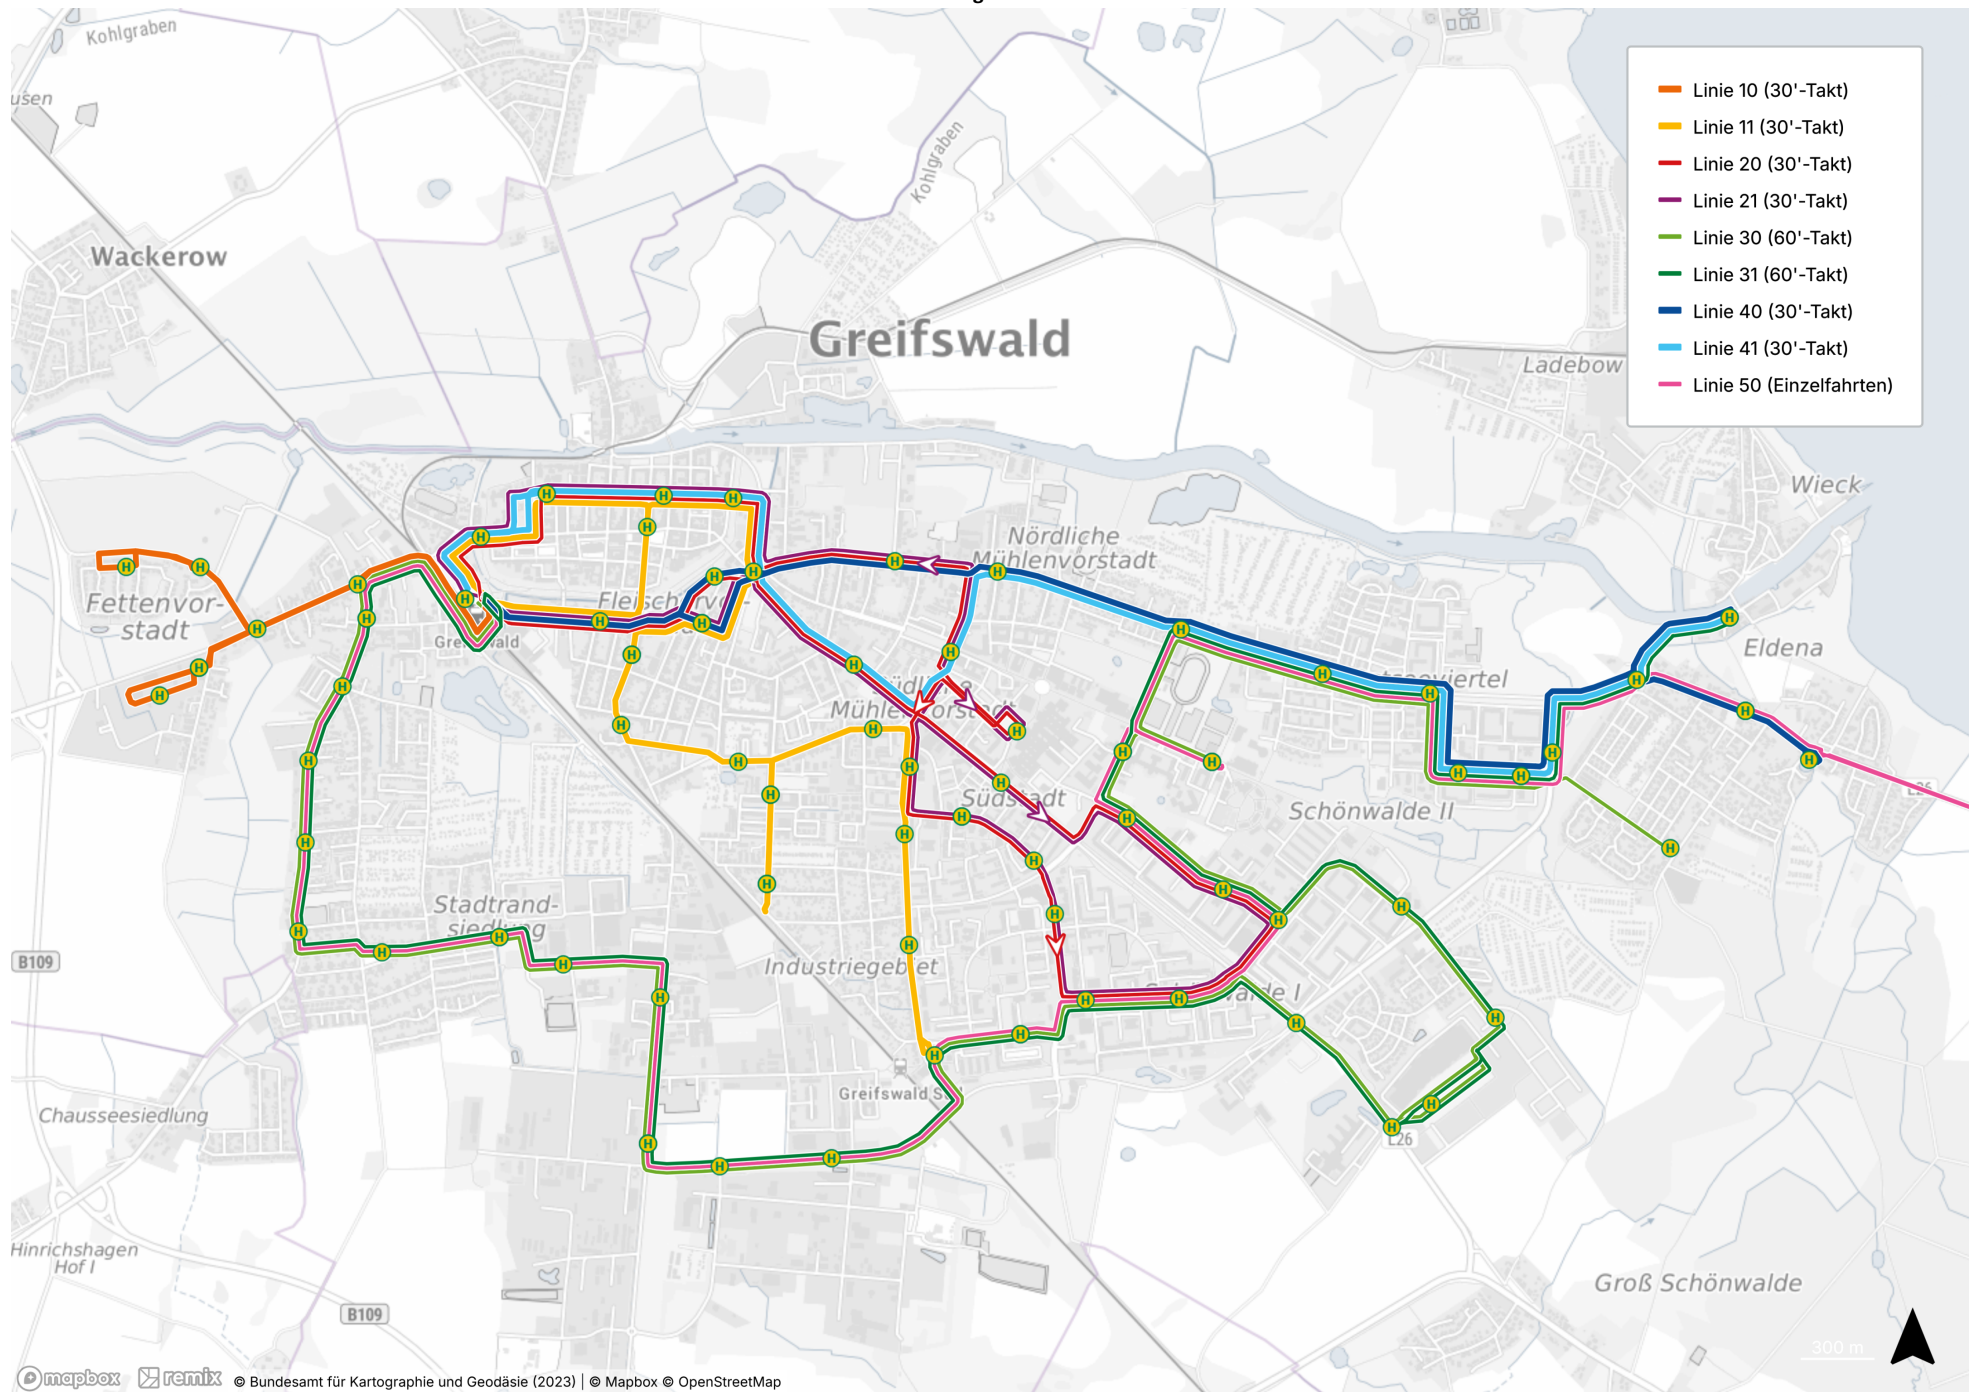 Kohlgraben
usen
Kohlgraben
Wackerow
Greifswald
Ladebow
Linie 10 (30'-Takt)
Linie 11 (30'-Takt)
Linie 20 (30'-Takt)
Linie 21 (30'-Takt)
Linie 30 (60'-Takt)
Linie 31 (60'-Takt)
Linie 40 (30'-Takt)
Linie 41 (30'-Takt)
Linie 50 (Einzelfahrten)
Wieck
Nördliche
Mühlenvorstadt
Fettenvor-
stadt
Eldena
Schönwalde II
Südstadt
Stadtrand-
siedlung
Industriegebiet
B109
Greifswald S
Chausseesiedlung
L26
Hinrichshagen
Hof I
B109
Groß Schönwalde
300 m
mapbox
remix
© Bundesamt für Kartographie und Geodäsie (2023) | © Mapbox © OpenStreetMap